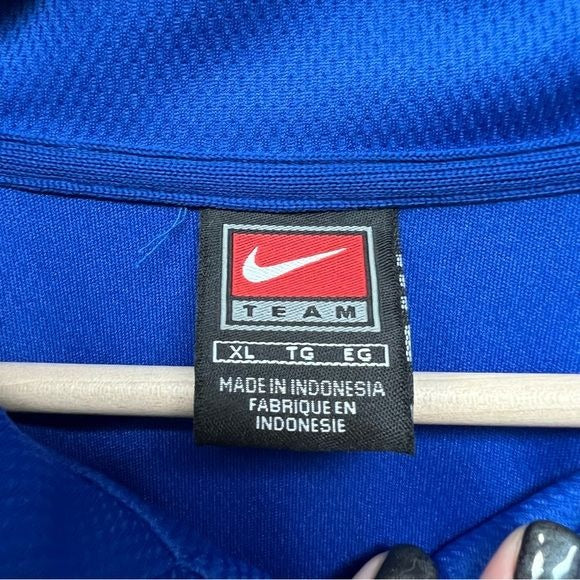 TEAM
XL TG EG
MADE IN INDONESIA
FABRIQUE EN
INDONESIE